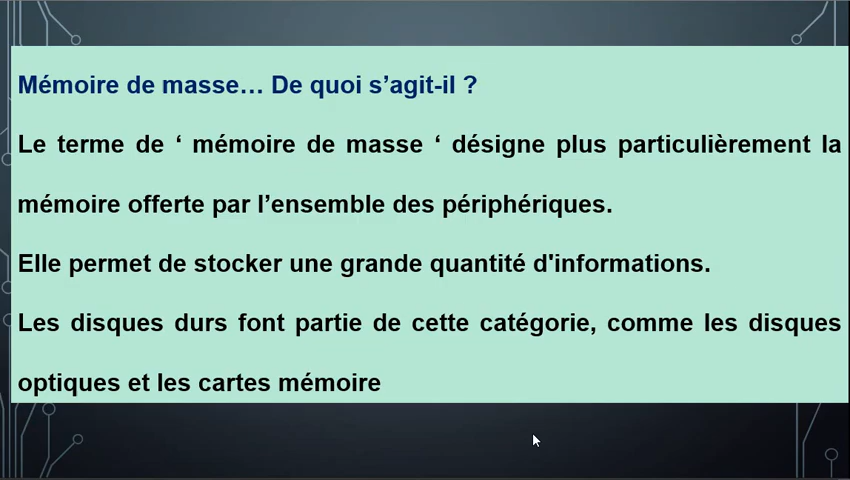 Mémoire de masse… De quoi s’agit-il ?
Le terme de ‘ mémoire de masse ‘ désigne plus particulièrement la
mémoire offerte par l’ensemble des périphériques.
Elle permet de stocker une grande quantité d'informations.
Les disques durs font partie de cette catégorie, comme les disques
optiques et les cartes mémoire